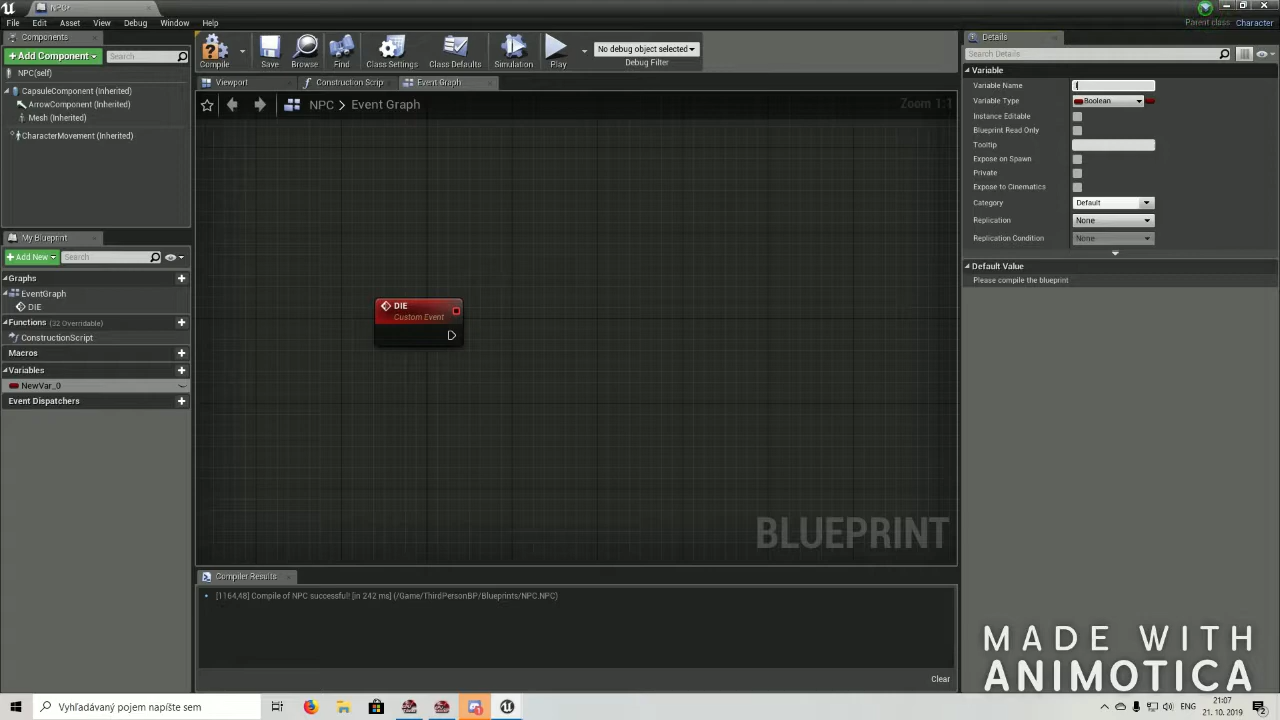 NPC*
File Edit Asset View Debug Window Help
Parent class: Character
Components
+ Add Component
Search
NPC(self)
CapsuleComponent (Inherited)
ArrowComponent (Inherited)
Mesh (Inherited)
CharacterMovement (Inherited)
My Blueprint
+ Add New
Search
Graphs
EventGraph
DIE
Functions (32 Overridable)
ConstructionScript
Macros
Variables
NewVar_0
Event Dispatchers
Compile
Save
Browse
Find
Class Settings
Class Defaults
Simulation
Play
No debug object selected
Debug Filter
Viewport
Construction Scrip
Event Graph
NPC > Event Graph
Zoom 1:1
DIE
Custom Event
BLUEPRINT
Compiler Results
[1164,48] Compile of NPC successful! [in 242 ms] (/Game/ThirdPersonBP/Blueprints/NPC.NPC)
Clear
Details
Search Details
Variable
Variable Name
Variable Type Boolean
Instance Editable
Blueprint Read Only
Tooltip
Expose on Spawn
Private
Expose to Cinematics
Category Default
Replication None
Replication Condition None
Default Value
Please compile the blueprint
MADE WITH
ANIMOTICA
Vyhľadávaný pojem napíšte sem
21:07
21. 10. 2019
2